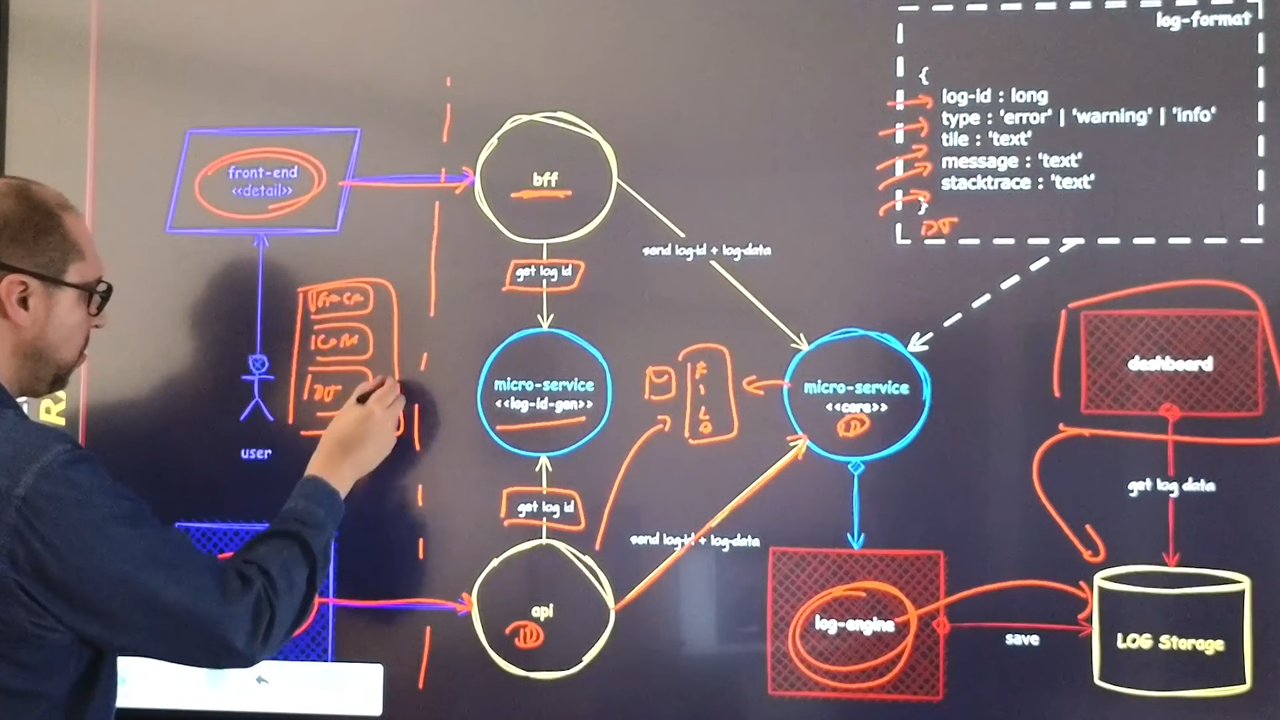 log-format
{
log-id : long
type : 'error' | 'warning' | 'info'
tile : 'text'
message : 'text'
stacktrace : 'text'
}
front-end
<<detail>>
bff
send log-id + log-data
get log id
user
micro-service
<<log-id-gen>>
micro-service
<<core>>
ID
dashboard
get log data
get log id
send log-id + log-data
api
ID
log-engine
save
LOG Storage